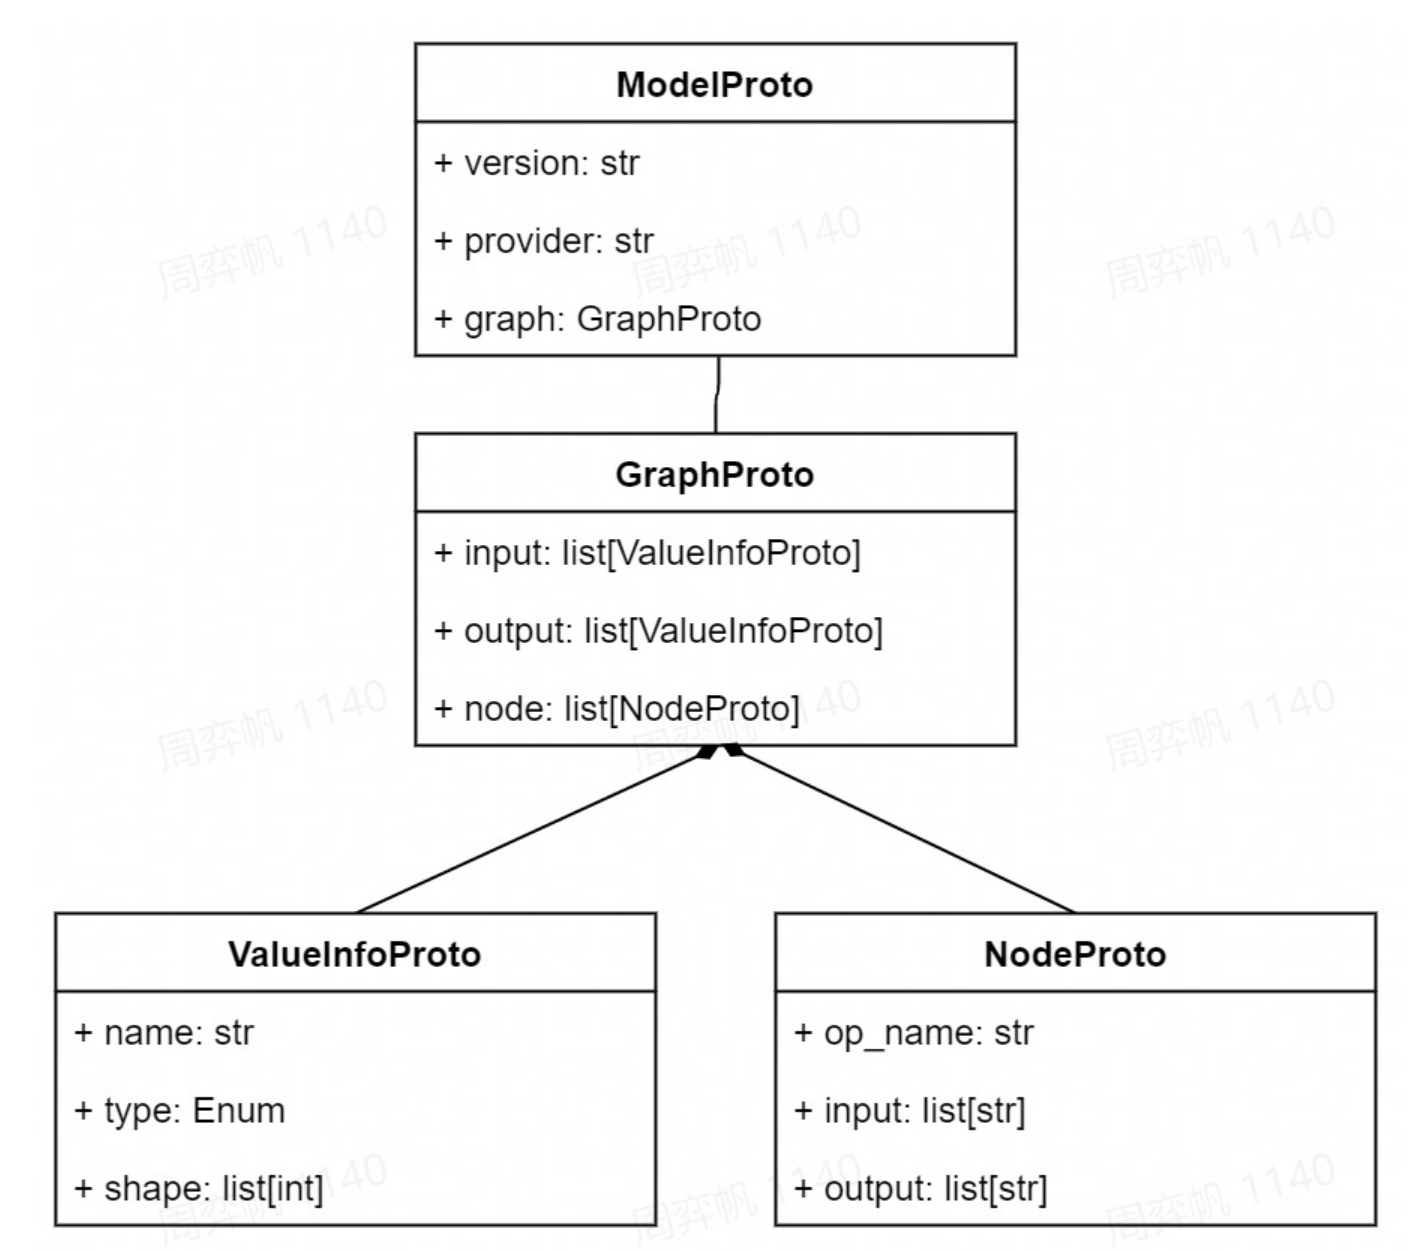 ModelProto
+ version: str
+ provider: str
+ graph: GraphProto
GraphProto
+ input: list[ValueInfoProto]
+ output: list[ValueInfoProto]
+ node: list[NodeProto]
ValueInfoProto
+ name: str
+ type: Enum
+ shape: list[int]
NodeProto
+ op_name: str
+ input: list[str]
+ output: list[str]
周弈帆 1140
周弈帆 1140
周弈帆 1140
周弈帆 1140
周弈帆 1140
周弈帆 1140
周弈帆 1140
周弈帆 1140
周弈帆 1140